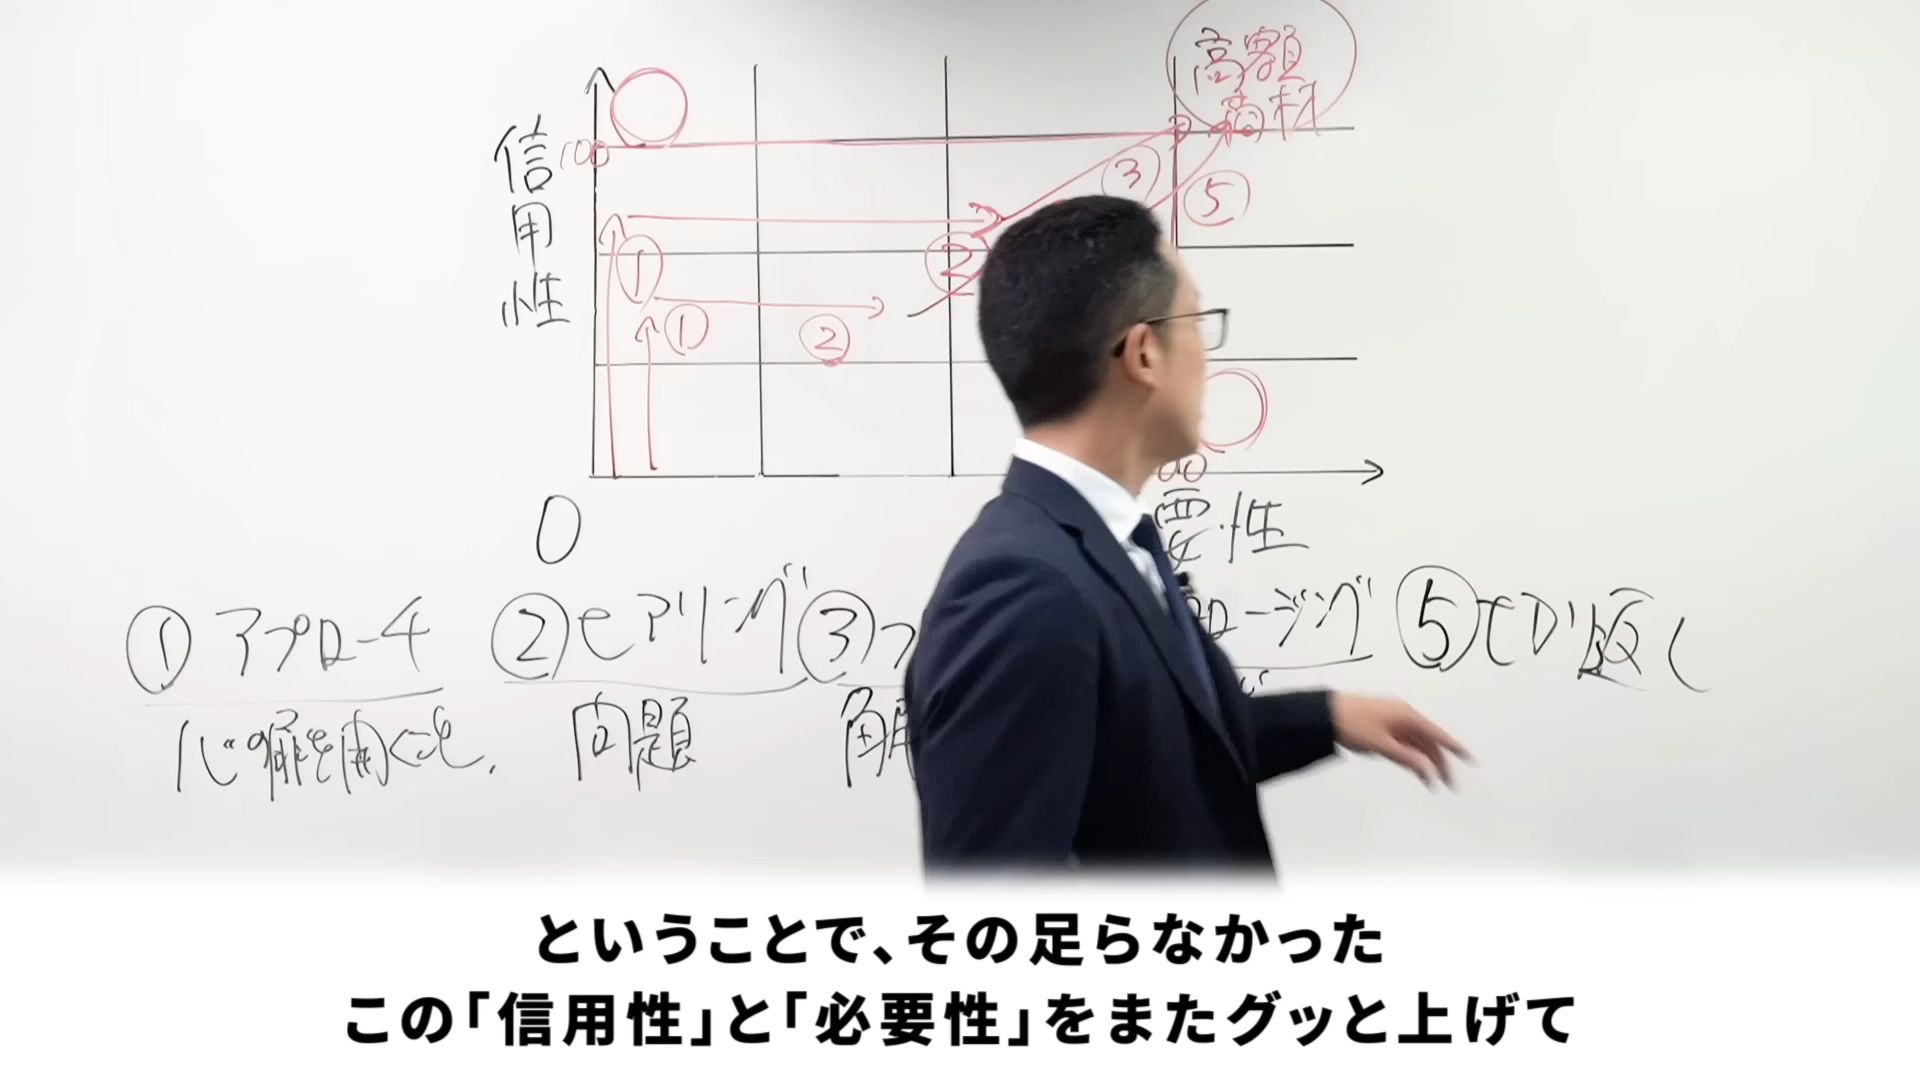 高額
商材
信用性
100
③
⑤
①
②
①
②
00
0
要性
①アプローチ
②ヒアリング
③フ
ロージング
⑤切り返し
心の扉を開くこと.
問題
解
ということで、その足らなかった
この「信用性」と「必要性」をまたグッと上げて